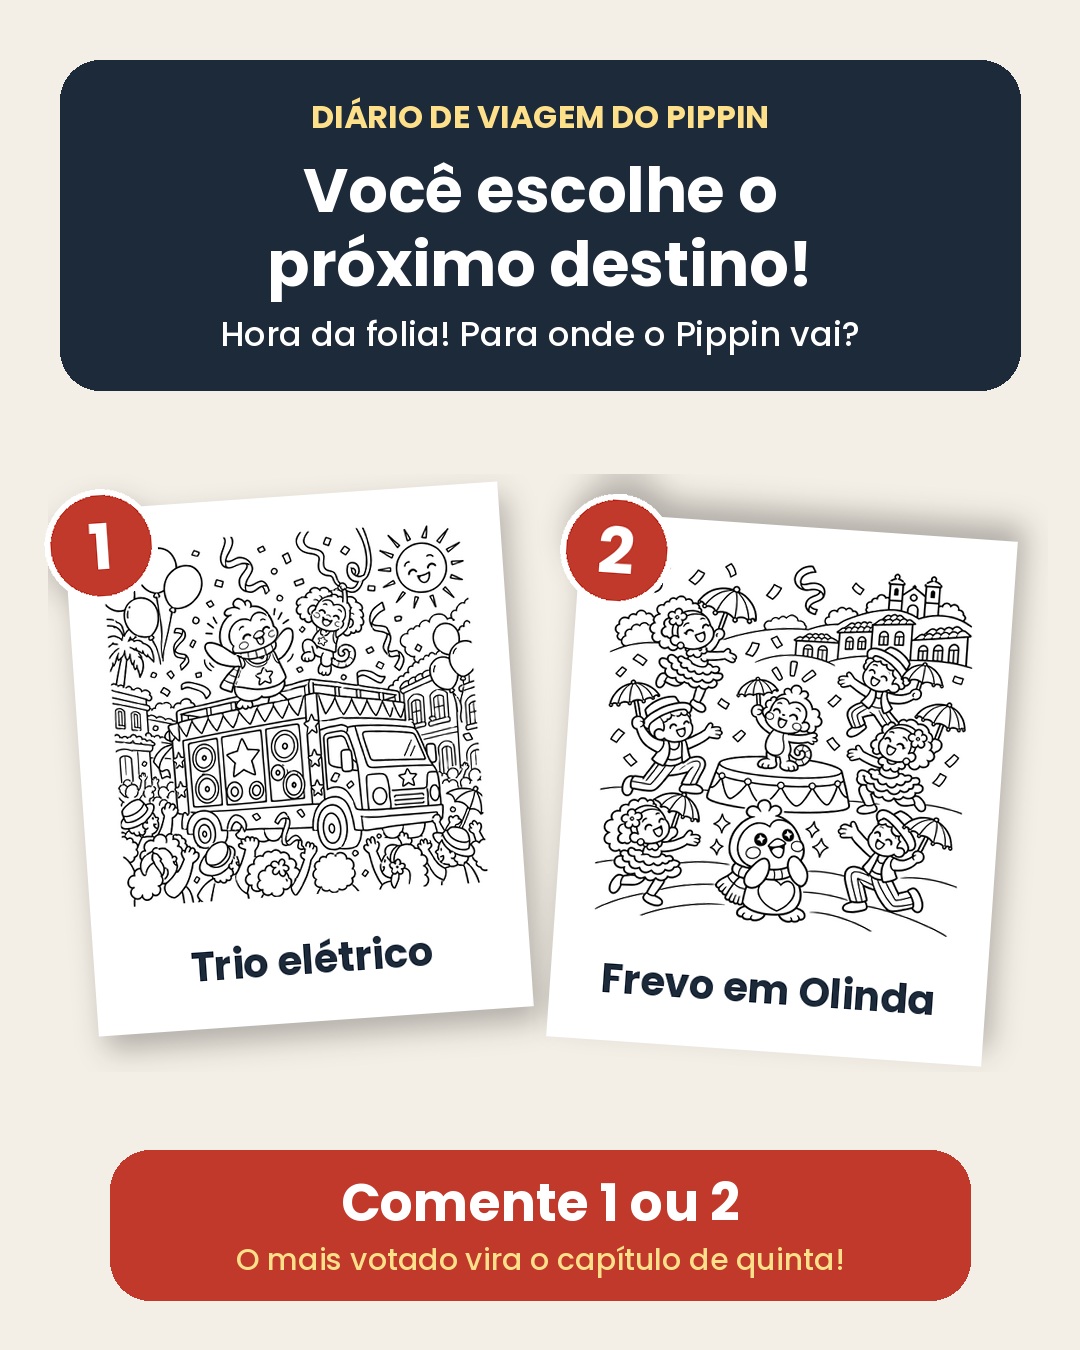 DIÁRIO DE VIAGEM DO PIPPIN
Você escolhe o
próximo destino!
Hora da folia! Para onde o Pippin vai?
1
2
Trio elétrico
Frevo em Olinda
Comente 1 ou 2
O mais votado vira o capítulo de quinta!